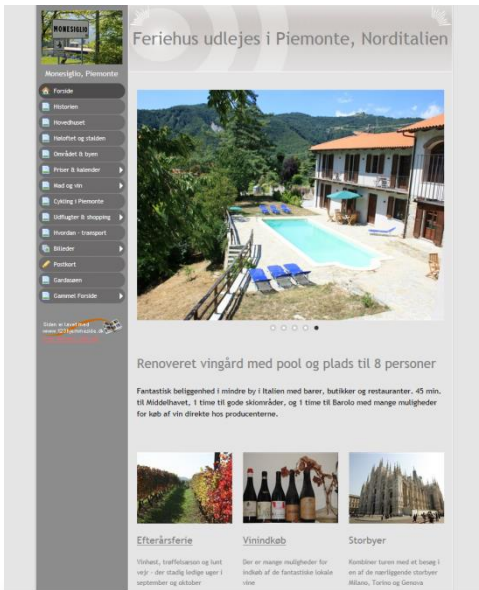 MONESIGLIO
Feriehus udlejes i Piemonte, Norditalien
Monesiglio, Piemonte
Forside
Historien
Hovedhuset
Høloftet og stalden
Området & byen
Priser & kalender
Mad og vin
Cykling i Piemonte
Udflugter & shopping
Hvordan - transport
Billeder
Postkort
Gardasøen
Gammel Forside
Siden er lavet med
Renoveret vingård med pool og plads til 8 personer
Fantastisk beliggenhed i mindre by i Italien med barer, butikker og restauranter. 45 min.
til Middelhavet, 1 time til gode skiområder, og 1 time til Barolo med mange muligheder
for køb af vin direkte hos producenterne.
Efterårsferie
Vinindkøb
Storbyer
Vinhøst, trøffelsæson og lunt
vejr - der stadig ledige uger i
september og oktober
Der er mange muligheder for
indkøb af de fantastiske lokale
vine
Kombiner turen med et besøg i
en af de nærliggende storbyer
Milano, Torino og Genova